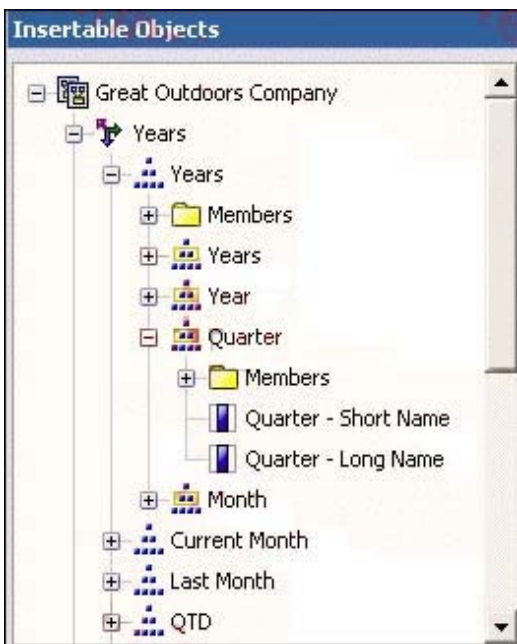 Insertable Objects
Great Outdoors Company
Years
Years
Members
Years
Year
Quarter
Members
Quarter - Short Name
Quarter - Long Name
Month
Current Month
Last Month
QTD